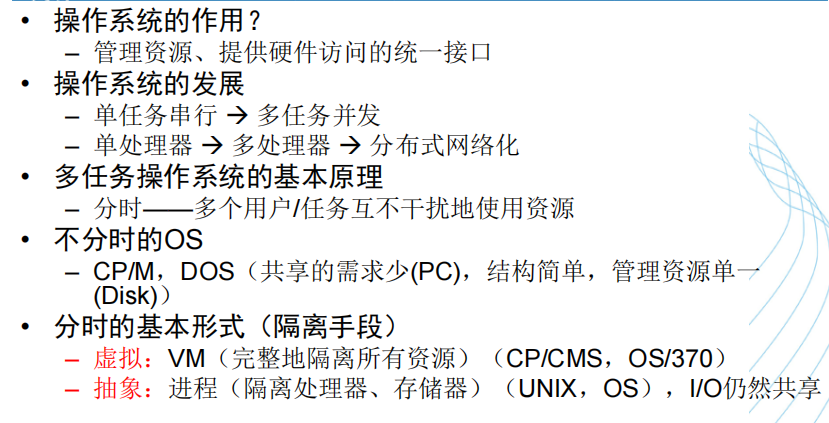 • 操作系统的作用？
– 管理资源、提供硬件访问的统一接口
• 操作系统的发展
– 单任务串行 → 多任务并发
– 单处理器 → 多处理器 → 分布式网络化
• 多任务操作系统的基本原理
– 分时——多个用户/任务互不干扰地使用资源
• 不分时的OS
– CP/M，DOS（共享的需求少(PC)，结构简单，管理资源单一
(Disk)）
• 分时的基本形式（隔离手段）
– 虚拟：VM（完整地隔离所有资源）（CP/CMS，OS/370）
– 抽象：进程（隔离处理器、存储器）（UNIX，OS），I/O仍然共享